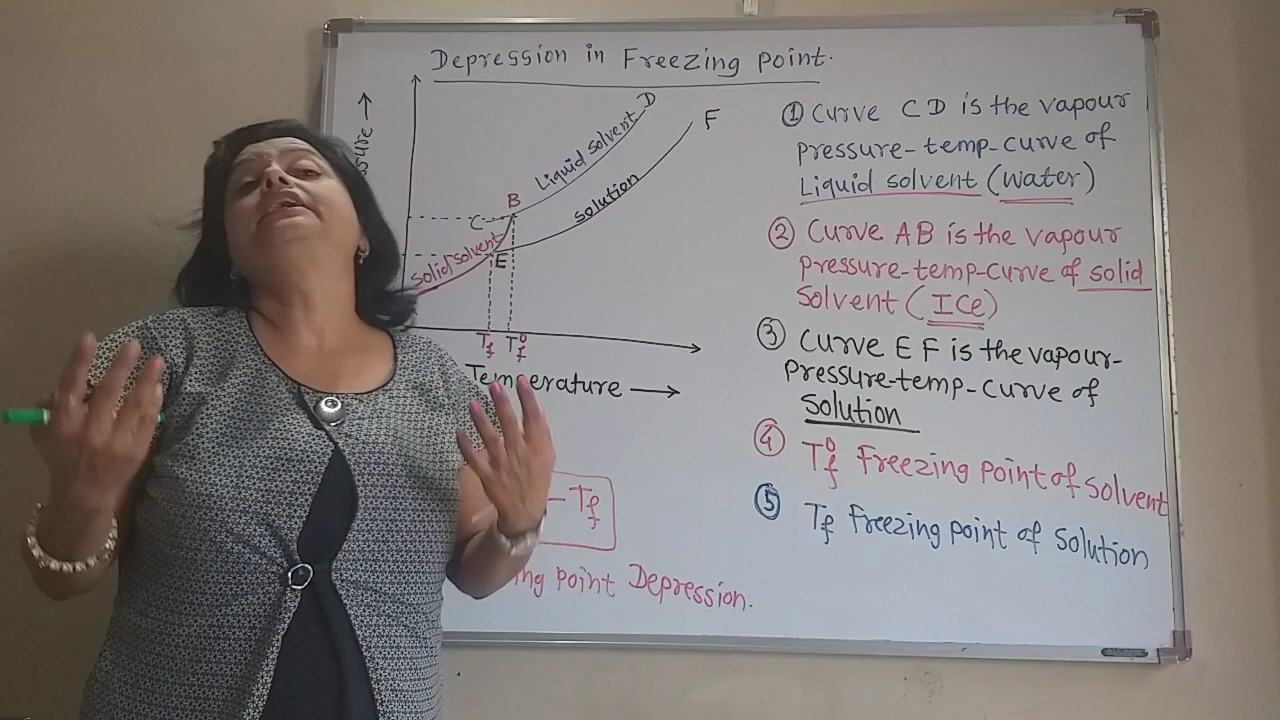 Depression in Freezing point.
D
F
Liquid solvent
solution
B
C
E
solid solvent
Tf Tf0
Temperature
- Tf
point Depression.
① Curve CD is the vapour
pressure-temp-curve of
Liquid solvent (water)
② Curve AB is the vapour
pressure-temp-curve of solid
Solvent (ICe)
③ Curve EF is the vapour-
pressure-temp-curve of
solution
④ Tf0 Freezing point of solvent
⑤ Tf Freezing point of solution